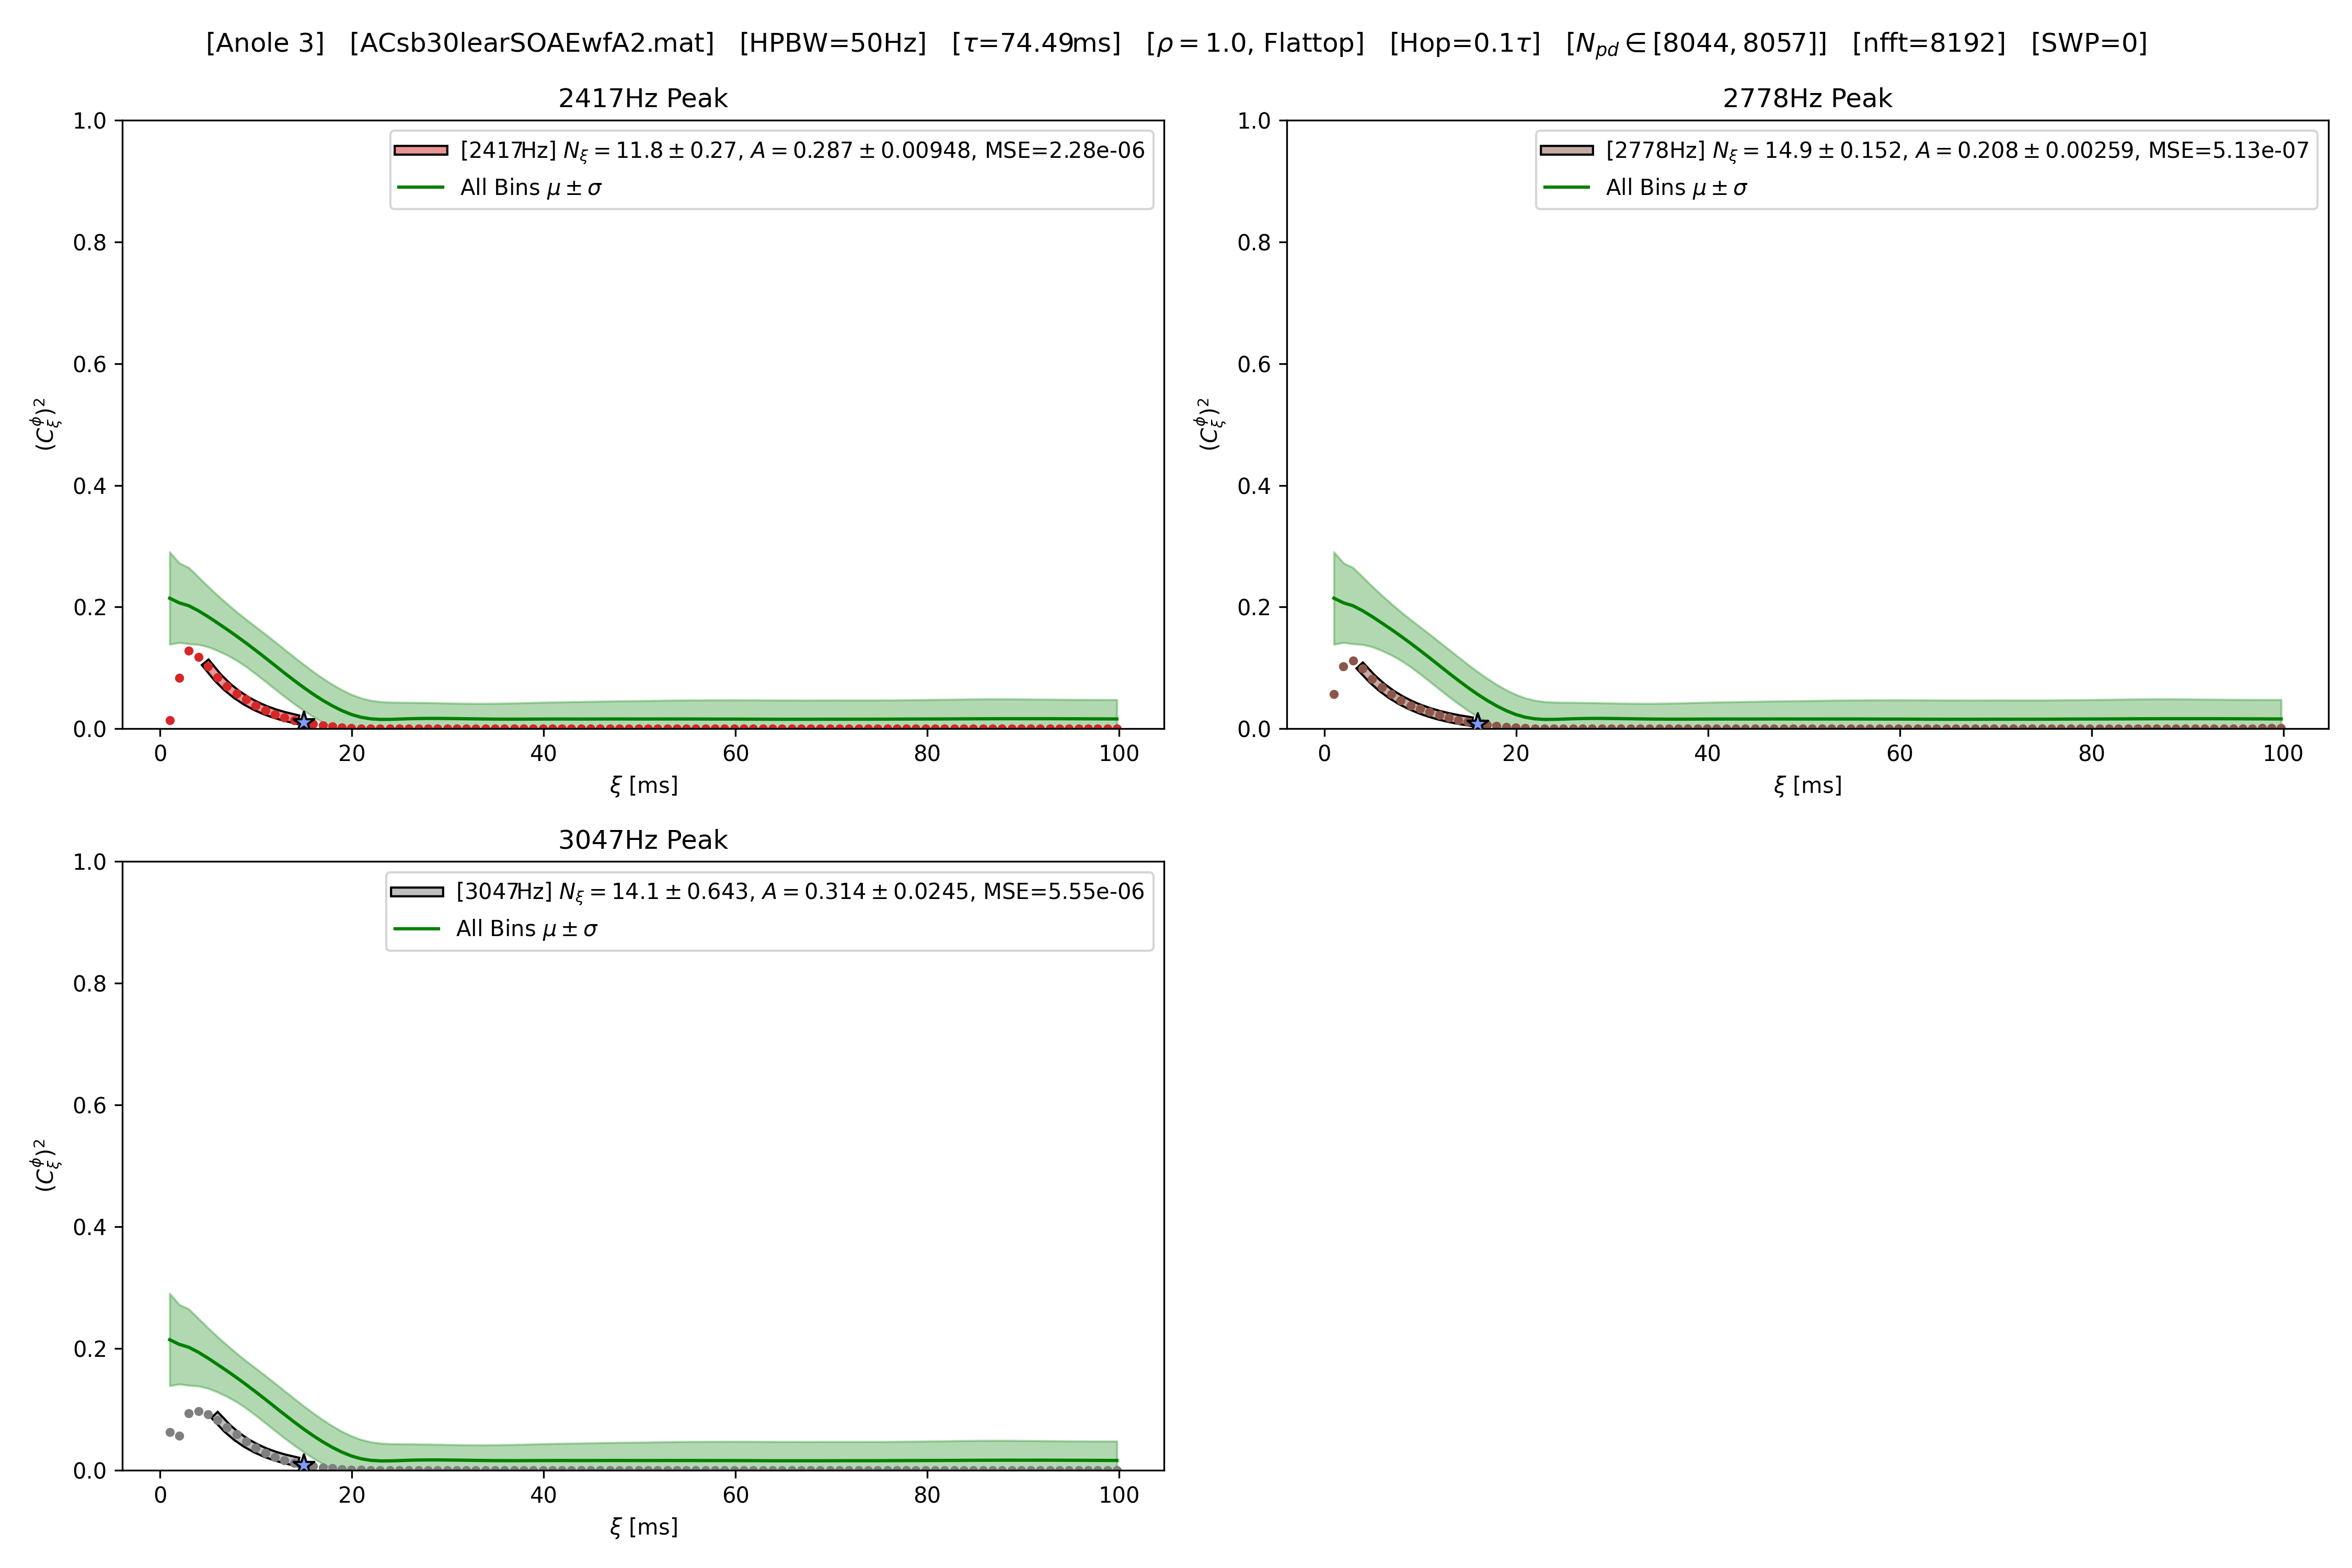 [Anole 3] [ACsb30learSOAEwfA2.mat] [HPBW=50Hz] [τ=74.49ms] [ρ = 1.0, Flattop] [Hop=0.1τ] [N_pd ∈ [8044, 8057]] [nfft=8192] [SWP=0]
2417Hz Peak
[2417Hz] N_ξ = 11.8 ± 0.27, A = 0.287 ± 0.00948, MSE=2.28e-06
All Bins μ ± σ
1.0
0.8
0.6
0.4
0.2
0.0
(C_ξ^ϕ)²
0 20 40 60 80 100
ξ [ms]
2778Hz Peak
[2778Hz] N_ξ = 14.9 ± 0.152, A = 0.208 ± 0.00259, MSE=5.13e-07
All Bins μ ± σ
1.0
0.8
0.6
0.4
0.2
0.0
(C_ξ^ϕ)²
0 20 40 60 80 100
ξ [ms]
3047Hz Peak
[3047Hz] N_ξ = 14.1 ± 0.643, A = 0.314 ± 0.0245, MSE=5.55e-06
All Bins μ ± σ
1.0
0.8
0.6
0.4
0.2
0.0
(C_ξ^ϕ)²
0 20 40 60 80 100
ξ [ms]